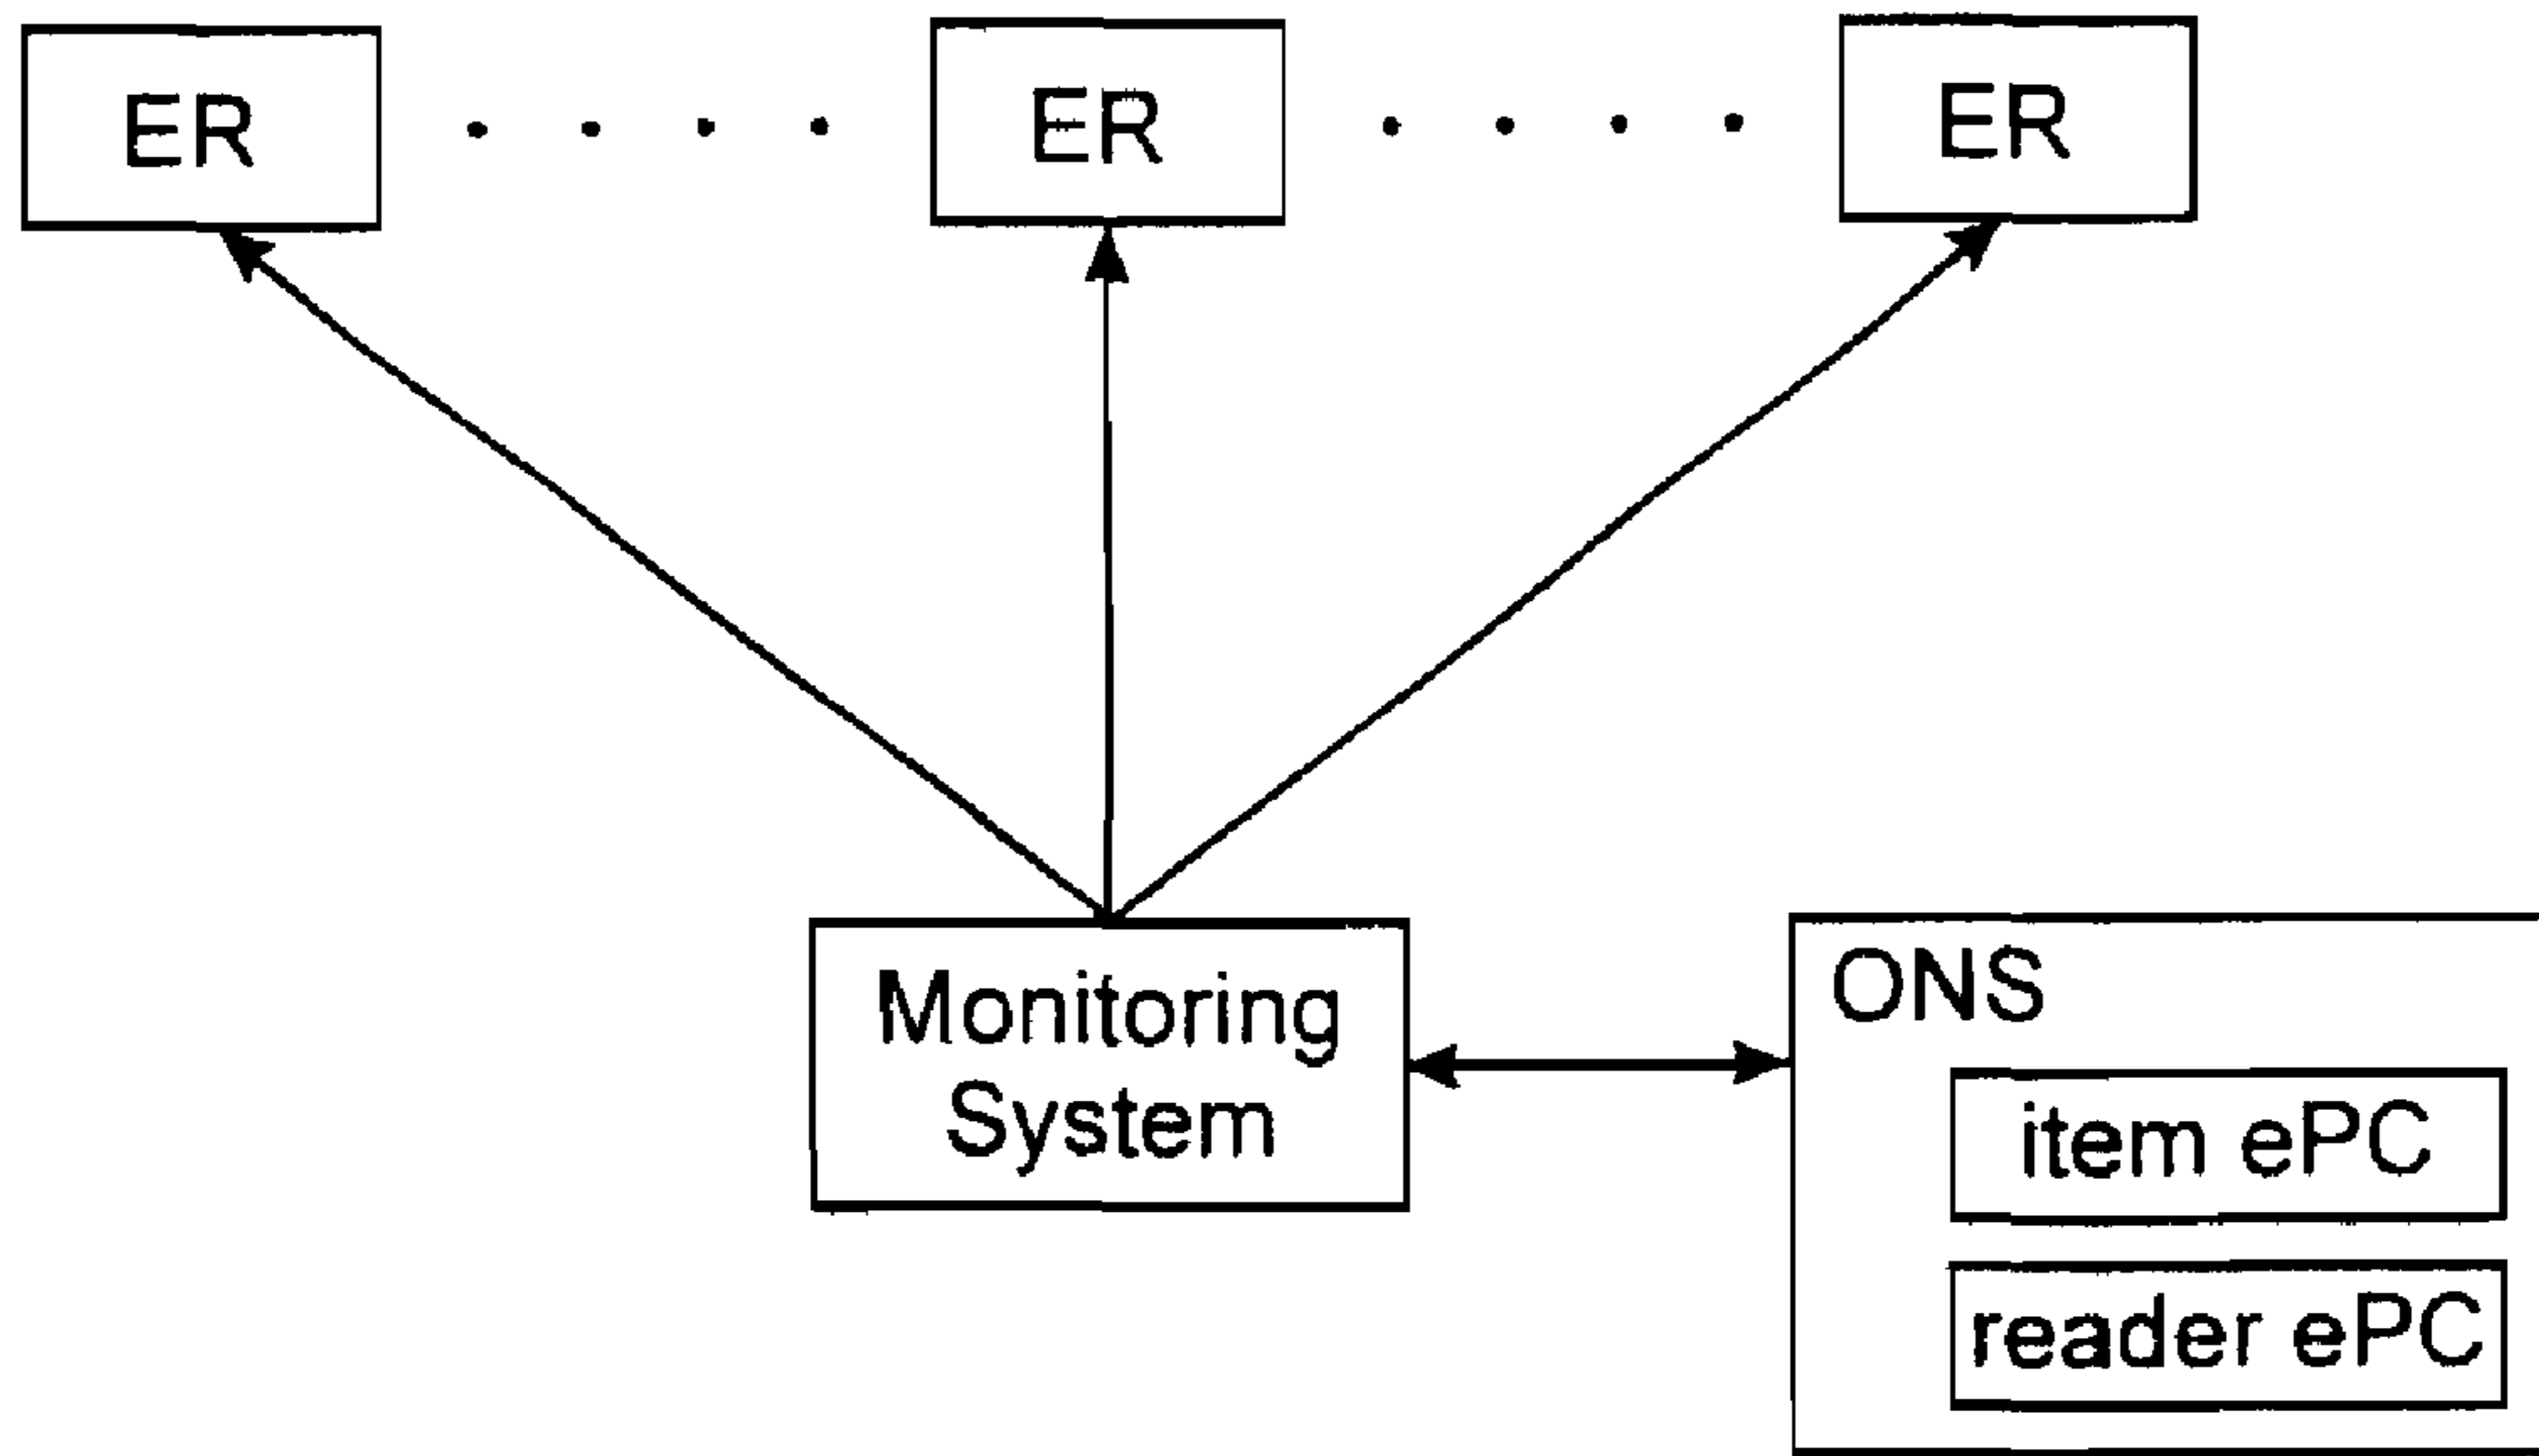 ER
ER
ER
Monitoring
System
ONS
item ePC
reader ePC